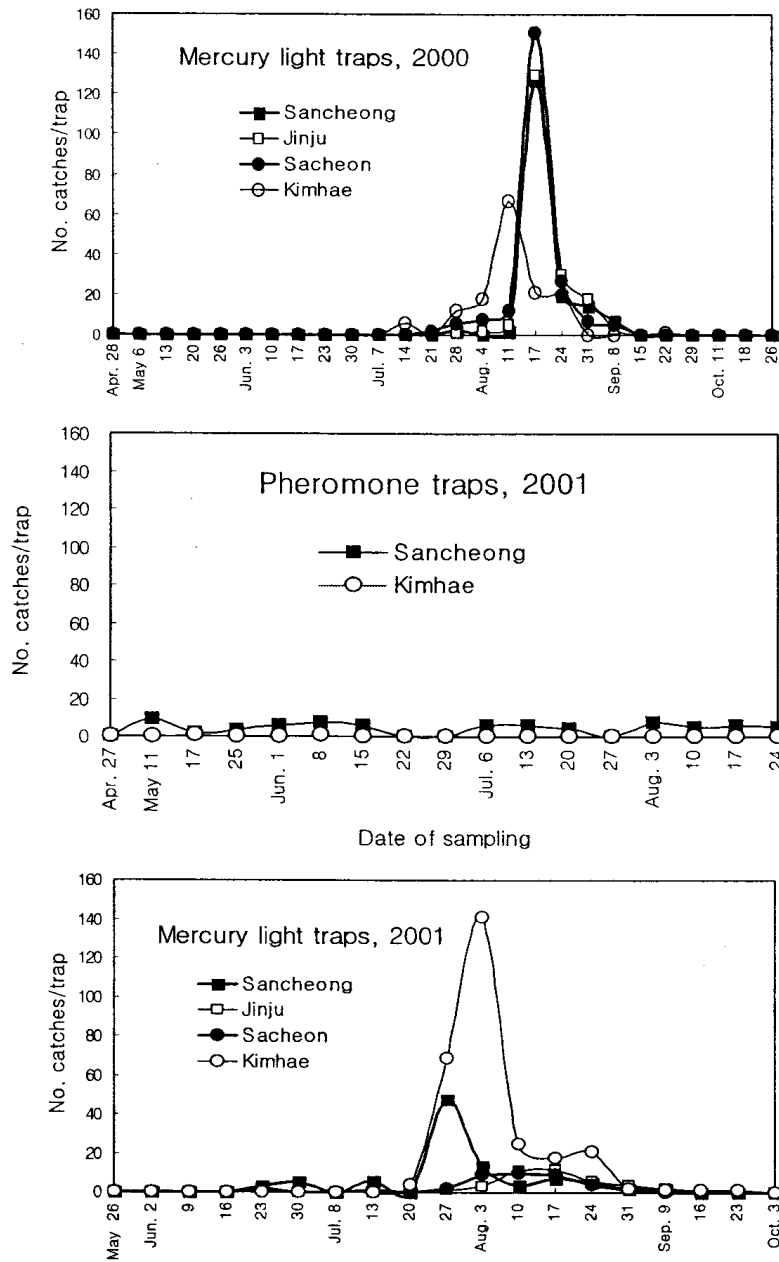 160
140
120
100
80
60
40
20
0
No. catches/trap
Mercury light traps, 2000
Sancheong
Jinju
Sacheon
Kimhae
Apr. 28
May 6
13
20
26
Jun. 3
10
17
23
30
Jul. 7
14
21
28
Aug. 4
11
17
24
31
Sep. 8
15
22
29
Oct. 11
18
26
160
140
120
100
80
60
40
20
0
No. catches/trap
Pheromone traps, 2001
Sancheong
Kimhae
Apr. 27
May 11
17
25
Jun. 1
8
15
22
29
Jul. 6
13
20
27
Aug. 3
10
17
24
Date of sampling
160
140
120
100
80
60
40
20
0
No. catches/trap
Mercury light traps, 2001
Sancheong
Jinju
Sacheon
Kimhae
May 26
Jun. 2
9
16
23
30
Jul. 8
13
20
27
Aug. 3
10
17
24
31
Sep. 9
16
23
Oct. 3